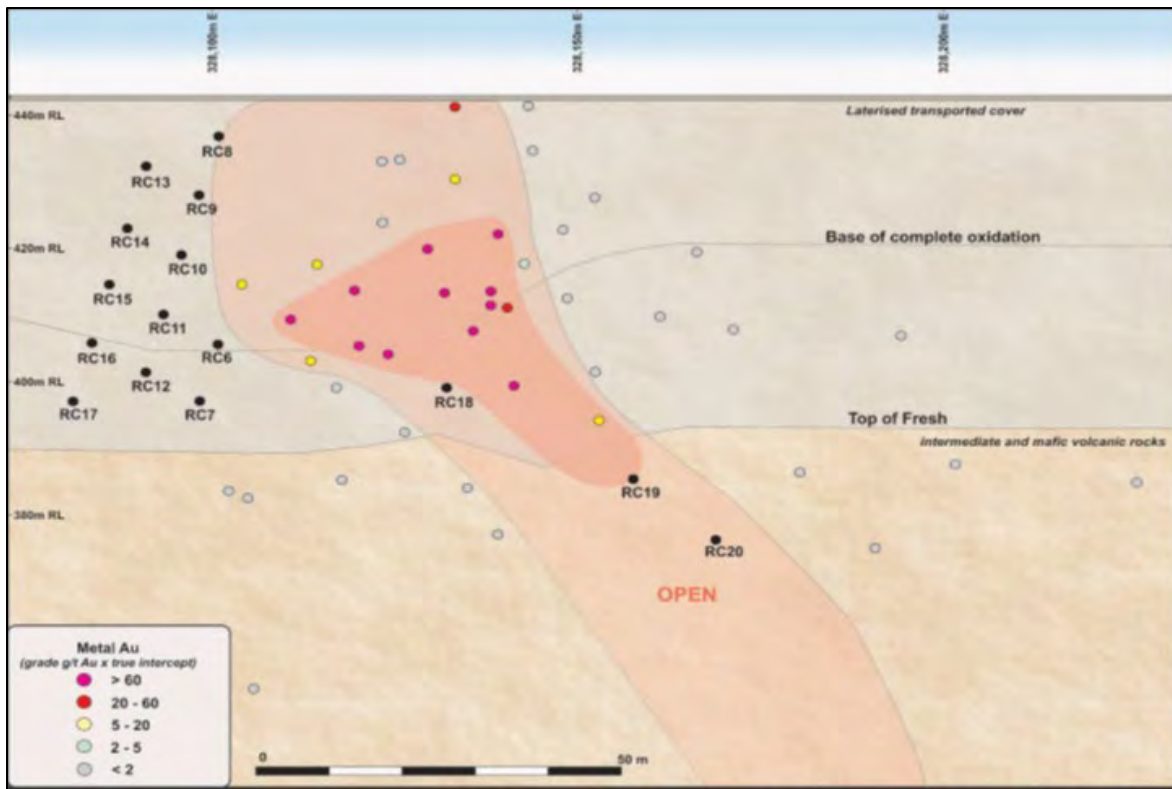 328,100m E
328,150m E
328,200m E
440m RL
Laterised transported cover
RC8
RC13
RC9
420m RL
RC14
Base of complete oxidation
RC10
RC15
RC11
RC16
RC6
400m RL
RC12
RC18
RC17
RC7
Top of Fresh
intermediate and mafic volcanic rocks
RC19
380m RL
RC20
OPEN
Metal Au
(grade g/t Au x true intercept)
> 60
20 - 60
5 - 20
2 - 5
< 2
0
50 m